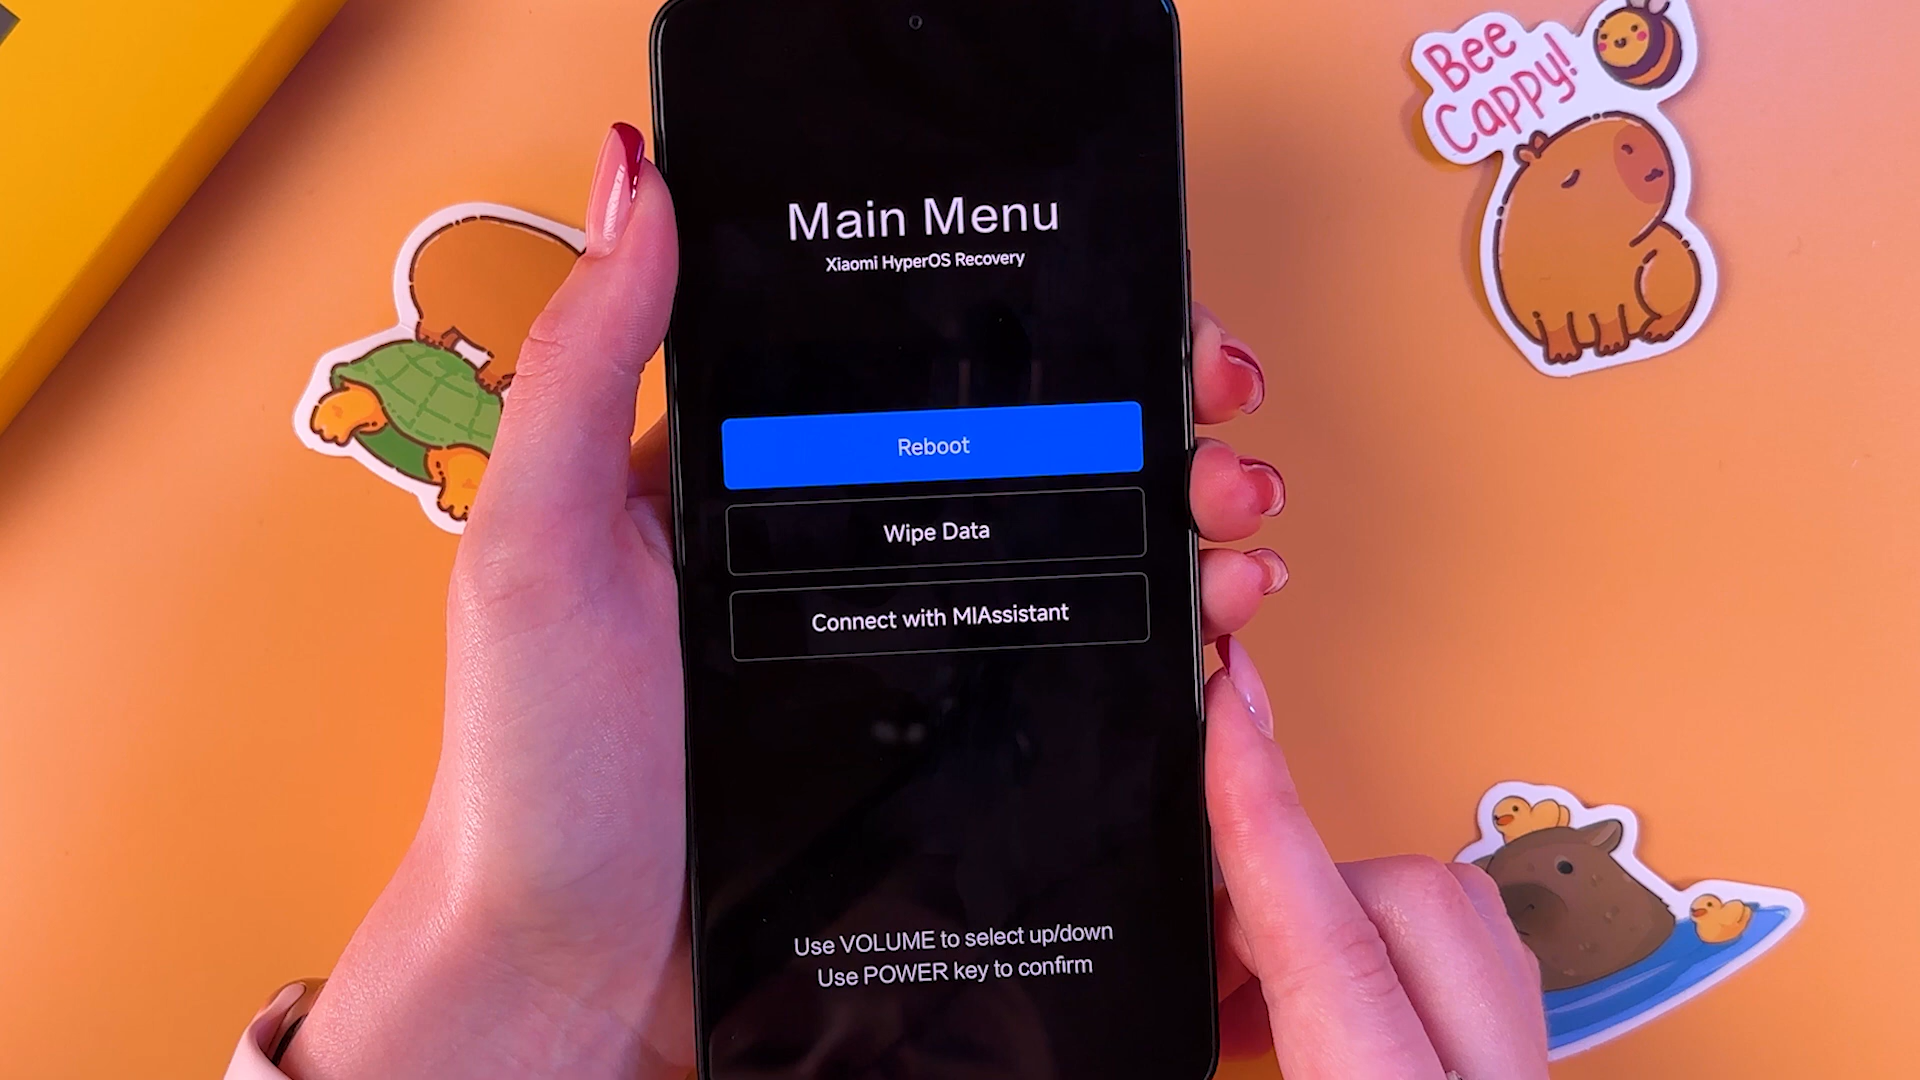 Bee
Cappy!
Main Menu
Xiaomi HyperOS Recovery
Reboot
Wipe Data
Connect with MIAssistant
Use VOLUME to select up/down
Use POWER key to confirm